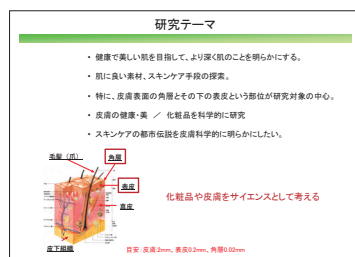 研究テーマ
・ 健康で美しい肌を目指して、より深く肌のことを明らかにする。
・ 肌に良い素材、スキンケア手段の探索。
・ 特に、皮膚表面の角層とその下の表皮という部位が研究対象の中心。
・ 皮膚の健康・美 ／ 化粧品を科学的に研究
・ スキンケアの都市伝説を皮膚科学的に明らかにしたい。
毛髪（爪）
角層
表皮
真皮
皮下組織
化粧品や皮膚をサイエンスとして考える
目安：皮膚2mm、表皮0.2mm、角層0.02mm